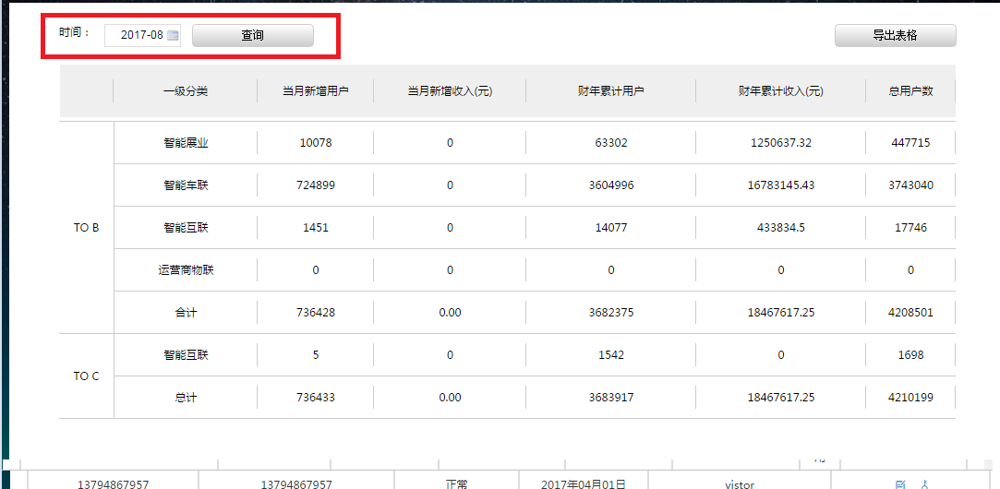 时间： 2017-08 查询 导出表格
一级分类 当月新增用户 当月新增收入(元) 财年累计用户 财年累计收入(元) 总用户数
智能展业 10078 0 63302 1250637.32 447715
智能车联 724899 0 3604996 16783145.43 3743040
TO B 智能互联 1451 0 14077 433834.5 17746
运营商物联 0 0 0 0 0
合计 736428 0.00 3682375 18467617.25 4208501
智能互联 5 0 1542 0 1698
TO C
总计 736433 0.00 3683917 18467617.25 4210199
13794867957 13794867957 正常 2017年04月01日 vistor